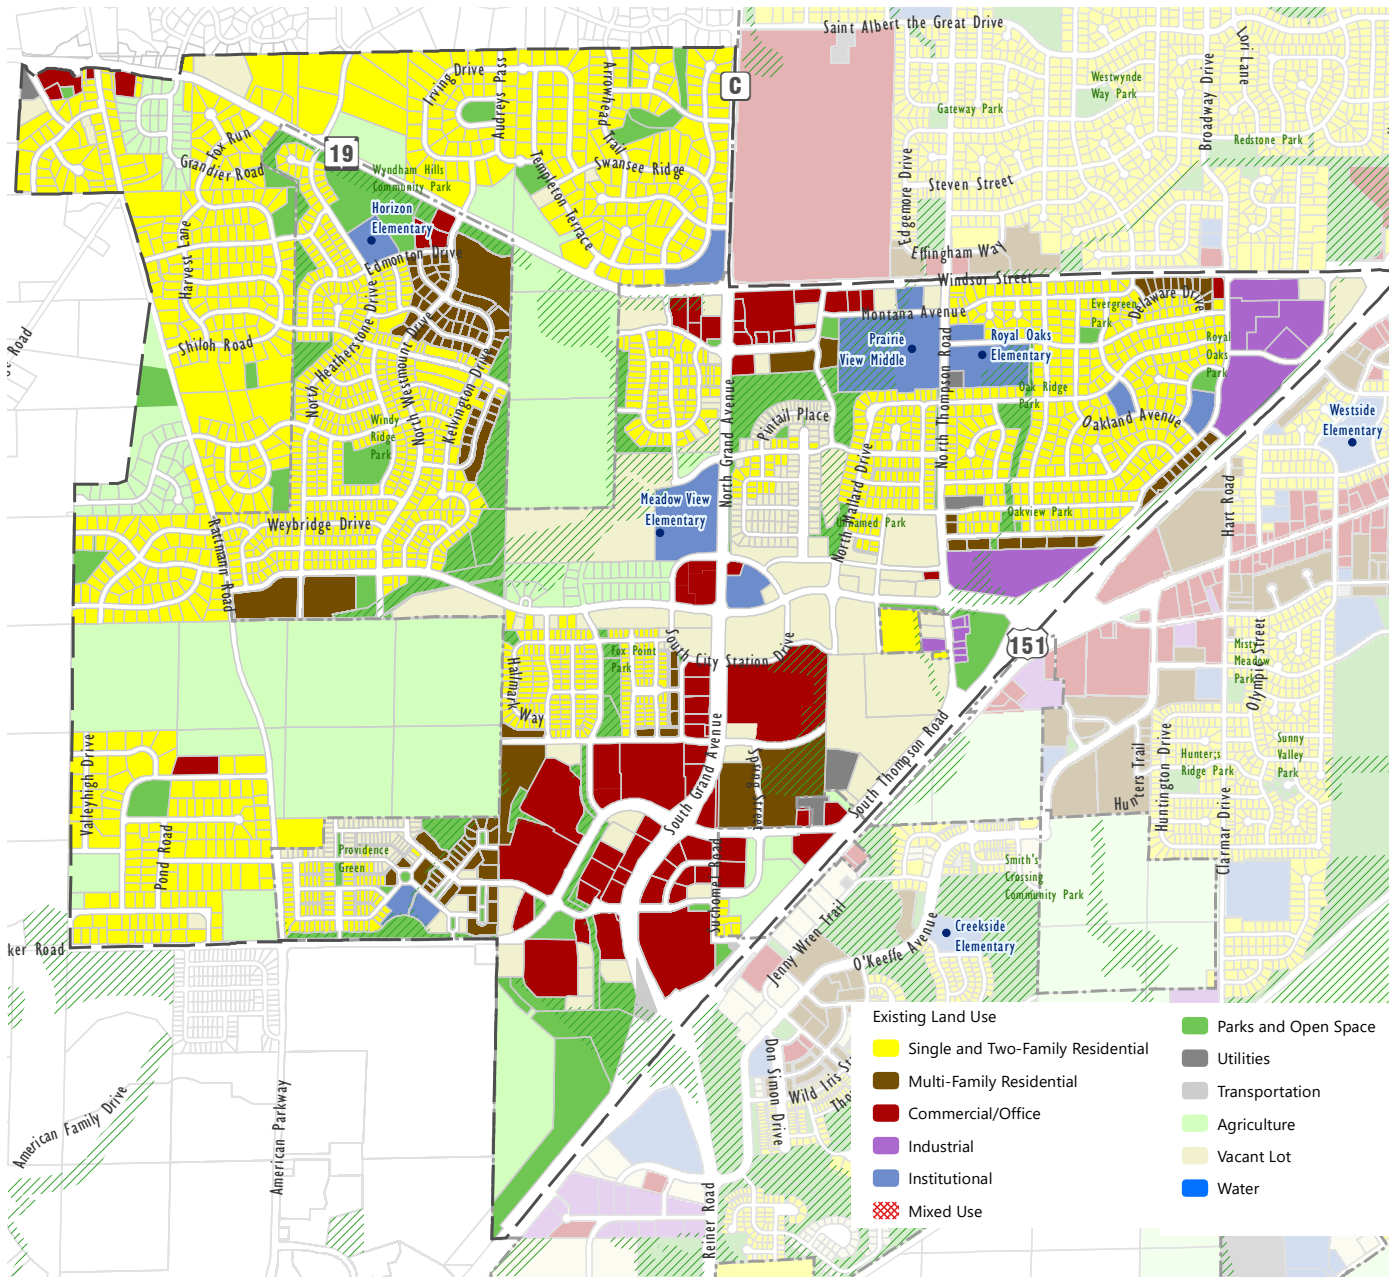 Saint Albert the Great Drive
Lori Lane
Irving Drive
Audreys Pass
Arrowhead
Trail
C
Westwynde
Way Park
Gateway Park
Broadway Drive
Redstone Park
Fox Run
Grandier Road
19
Wyndham Hills
Community Park
Templeton Terrace
Swansee Ridge
Edgemore Drive
Steven Street
Horizon
Elementary
Harvest Lane
Edmonton Drive
Effingham Way
Windsor Street
Montana Avenue
Evergreen
Park
Delaware Drive
Shiloh Road
North Heatherstone Drive
North Westmount Drive
Kelvington Drive
Prairie
View Middle
North Thompson Road
Royal Oaks
Elementary
Royal
Oaks
Park
Oak Ridge
Park
Road
Windy
Ridge
Park
North Grand Avenue
Pintail Place
Oakland Avenue
Westside
Elementary
North Mallard Drive
Hart Road
Meadow View
Elementary
Weybridge Drive
Rattmann Road
Unnamed Park
Oakview Park
South City Station Drive
Fox Point
Park
Hallmark Way
151
Misty
Meadow
Park
Olympic Street
Valleyhigh Drive
South Grand Avenue
Spring Street
South Thompson Road
Hunters Trail
Huntington Drive
Hunter;s
Ridge Park
Sunny
Valley
Park
Clarmar Drive
Pond Road
Providence
Green
Suchomel Road
Smith's
Crossing
Community Park
ker Road
Jenny Wren Trail
O'Keeffe Avenue
Creekside
Elementary
American Family Drive
American Parkway
Don Simon Drive
Wild Iris St
Tho
Reiner Road
Existing Land Use
Single and Two-Family Residential
Multi-Family Residential
Commercial/Office
Industrial
Institutional
Mixed Use
Parks and Open Space
Utilities
Transportation
Agriculture
Vacant Lot
Water